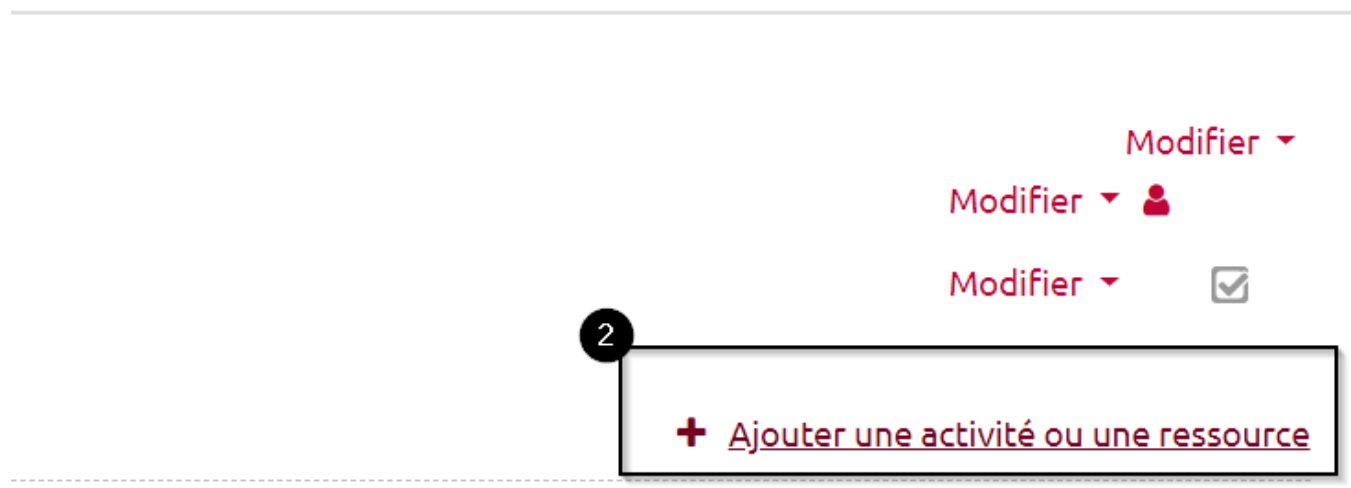 Modifier
Modifier
Modifier
2
+ Ajouter une activité ou une ressource